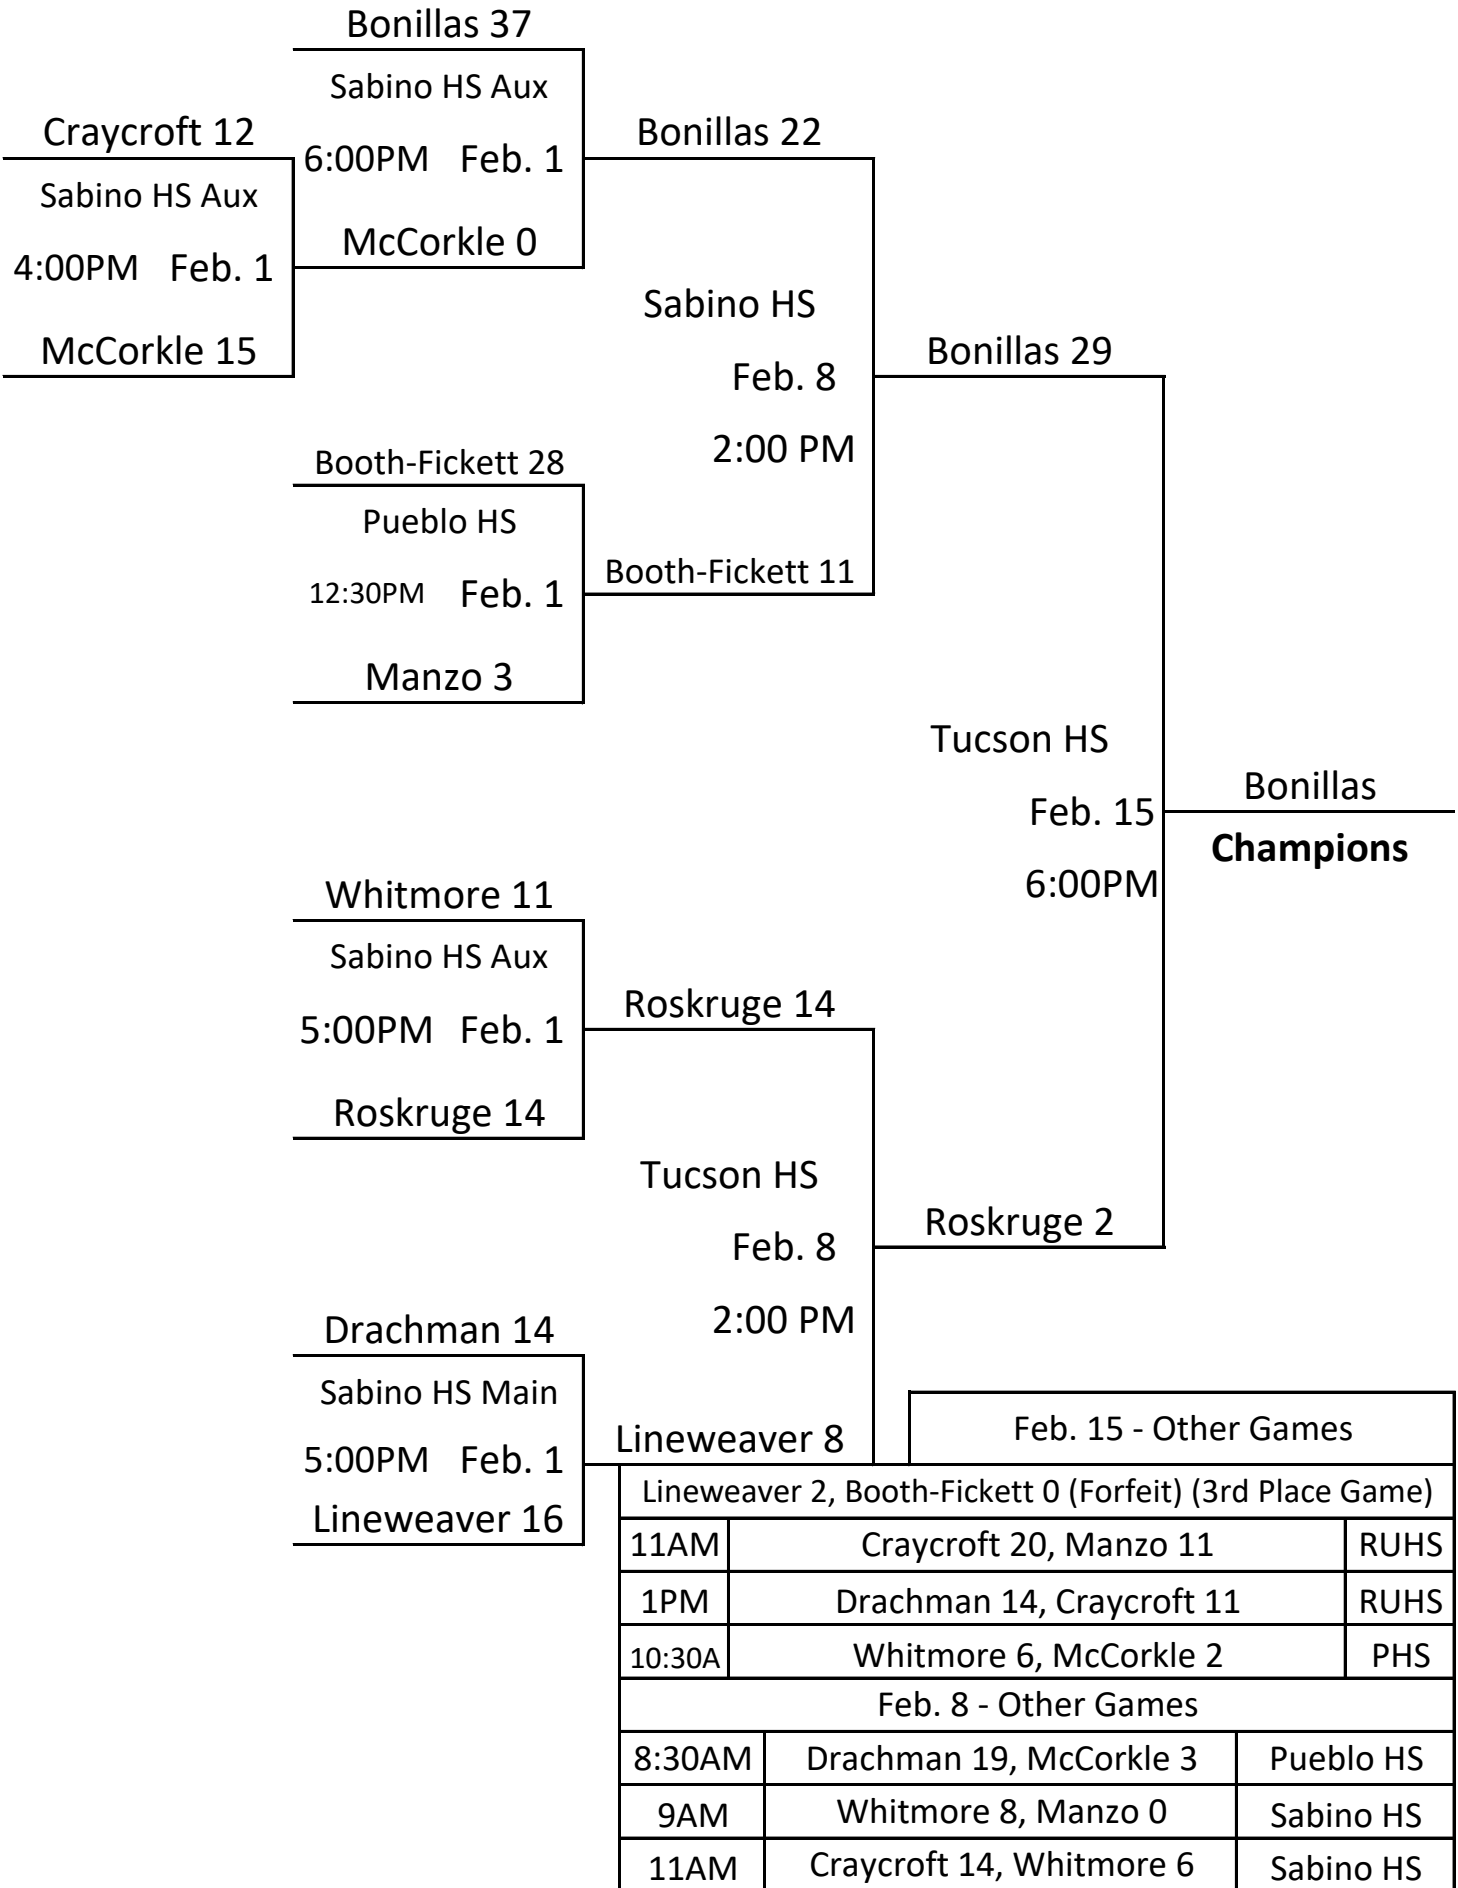 Bonillas 37
Sabino HS Aux
6:00PM Feb. 1
McCorkle 0
Craycroft 12
Sabino HS Aux
4:00PM Feb. 1
McCorkle 15
Bonillas 22
Sabino HS
Feb. 8
2:00 PM
Booth-Fickett 28
Pueblo HS
12:30PM Feb. 1
Manzo 3
Booth-Fickett 11
Bonillas 29
Tucson HS
Feb. 15
6:00PM
Bonillas
Champions
Whitmore 11
Sabino HS Aux
5:00PM Feb. 1
Roskruge 14
Roskruge 14
Tucson HS
Feb. 8
2:00 PM
Roskruge 2
Drachman 14
Sabino HS Main
5:00PM Feb. 1
Lineweaver 16
Lineweaver 8
Feb. 15 - Other Games
Lineweaver 2, Booth-Fickett 0 (Forfeit) (3rd Place Game)
11AM Craycroft 20, Manzo 11 RUHS
1PM Drachman 14, Craycroft 11 RUHS
10:30A Whitmore 6, McCorkle 2 PHS
Feb. 8 - Other Games
8:30AM Drachman 19, McCorkle 3 Pueblo HS
9AM Whitmore 8, Manzo 0 Sabino HS
11AM Craycroft 14, Whitmore 6 Sabino HS